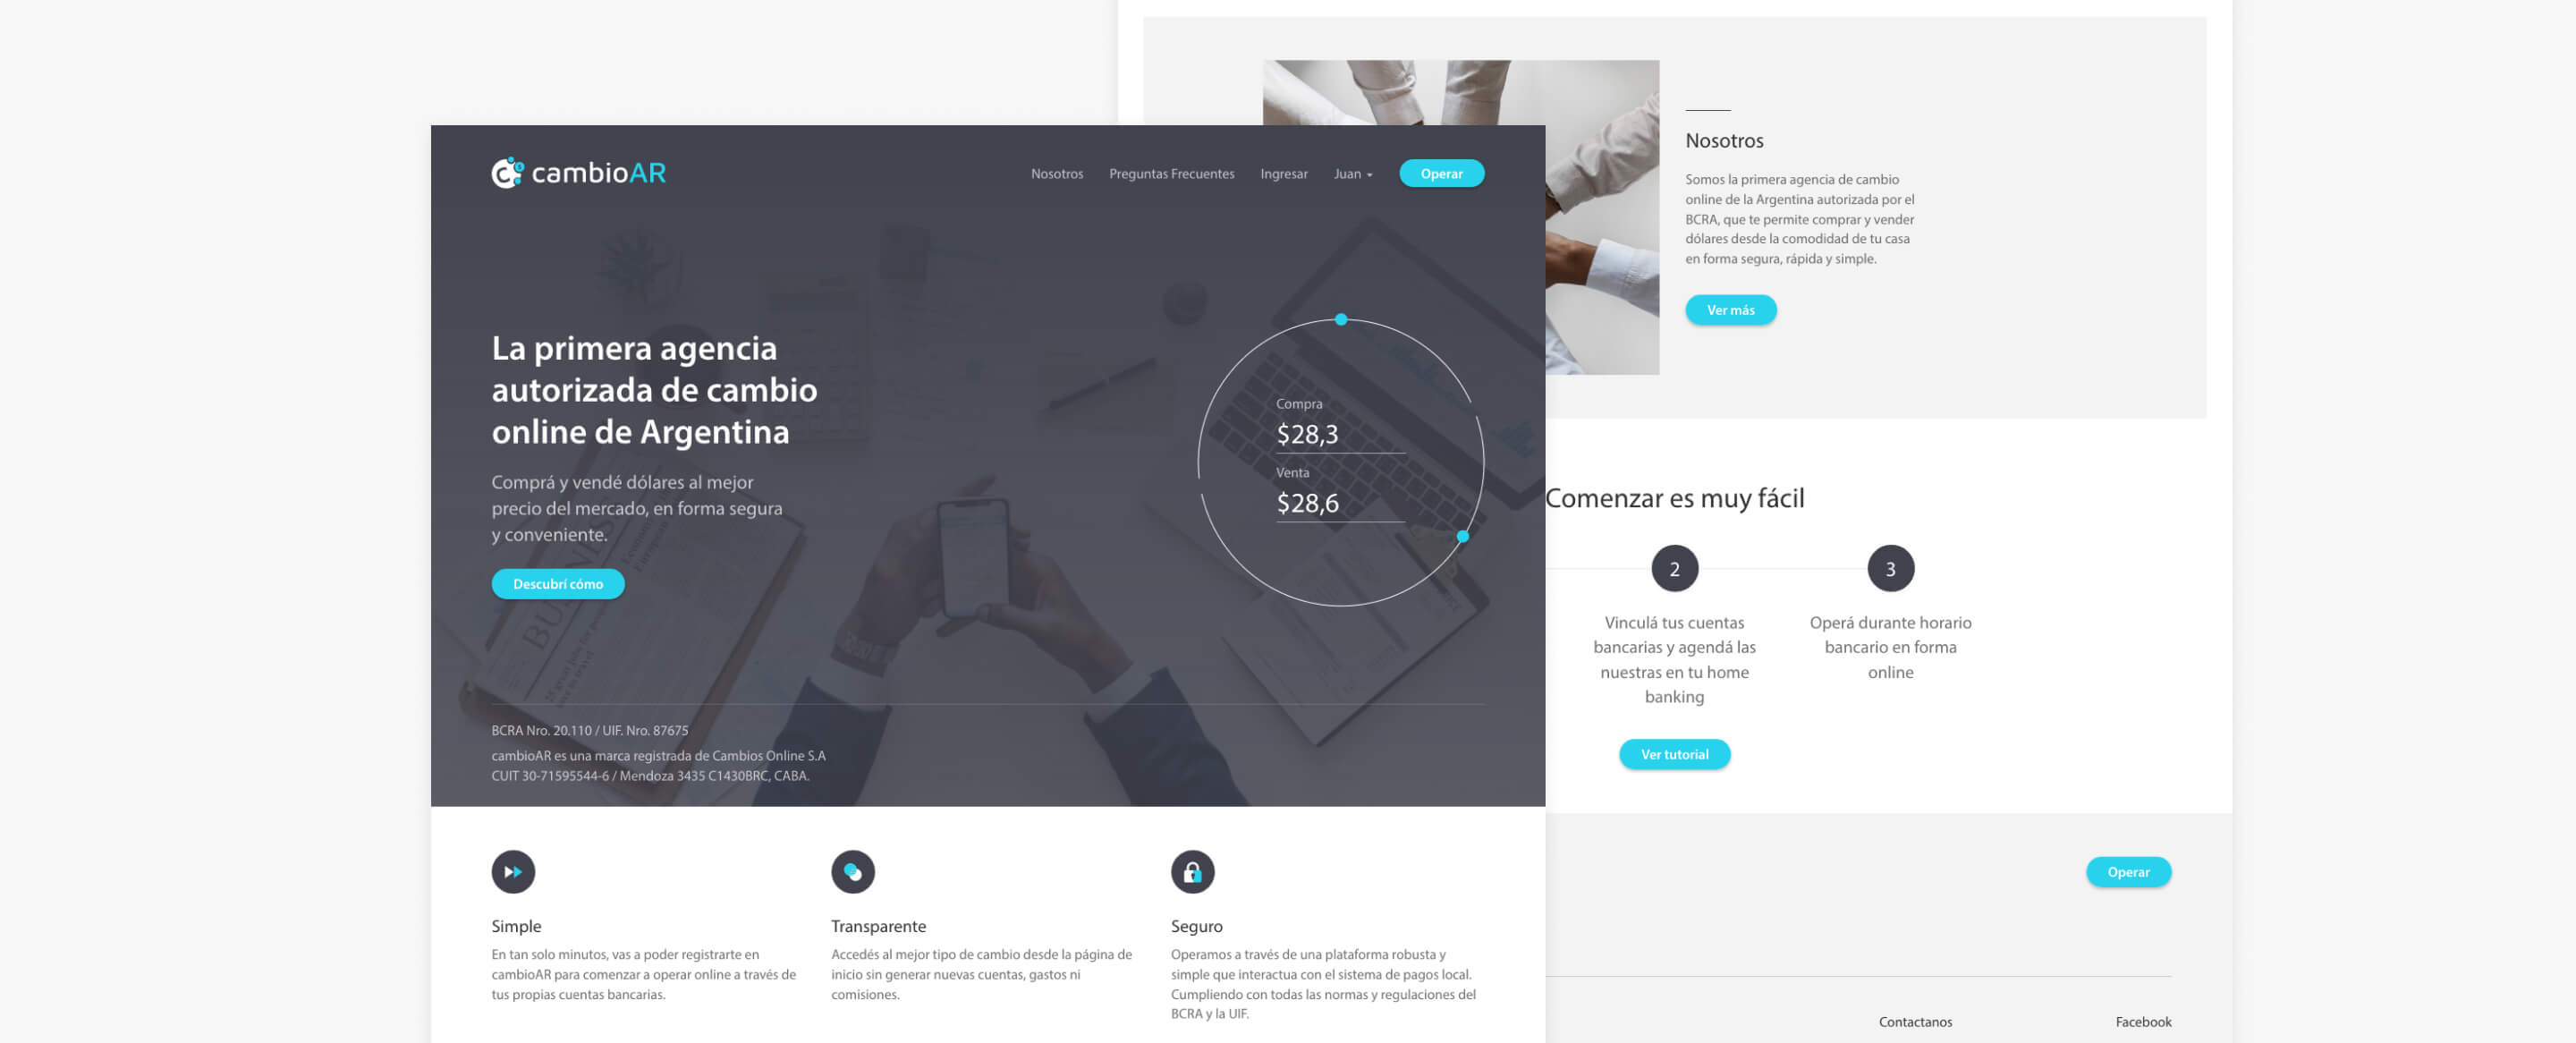 cambioAR
Nosotros
Preguntas Frecuentes
Ingresar
Juan
Operar
La primera agencia
autorizada de cambio
online de Argentina
Comprá y vendé dólares al mejor
precio del mercado, en forma segura
y conveniente.
Descubrí cómo
Compra
$28,3
Venta
$28,6
BUSINESS
BCRA Nro. 20.110 / UIF. Nro. 87675
cambioAR es una marca registrada de Cambios Online S.A
CUIT 30-71595544-6 / Mendoza 3435 C1430BRC, CABA.
Simple
En tan solo minutos, vas a poder registrarte en
cambioAR para comenzar a operar online a través de
tus propias cuentas bancarias.
Transparente
Accedés al mejor tipo de cambio desde la página de
inicio sin generar nuevas cuentas, gastos ni
comisiones.
Seguro
Operamos a través de una plataforma robusta y
simple que interactua con el sistema de pagos local.
Cumpliendo con todas las normas y regulaciones del
BCRA y la UIF.
Nosotros
Somos la primera agencia de cambio
online de la Argentina autorizada por el
BCRA, que te permite comprar y vender
dólares desde la comodidad de tu casa
en forma segura, rápida y simple.
Ver más
Comenzar es muy fácil
2
Vinculá tus cuentas
bancarias y agendá las
nuestras en tu home
banking
3
Operá durante horario
bancario en forma
online
Ver tutorial
Operar
Contactanos
Facebook